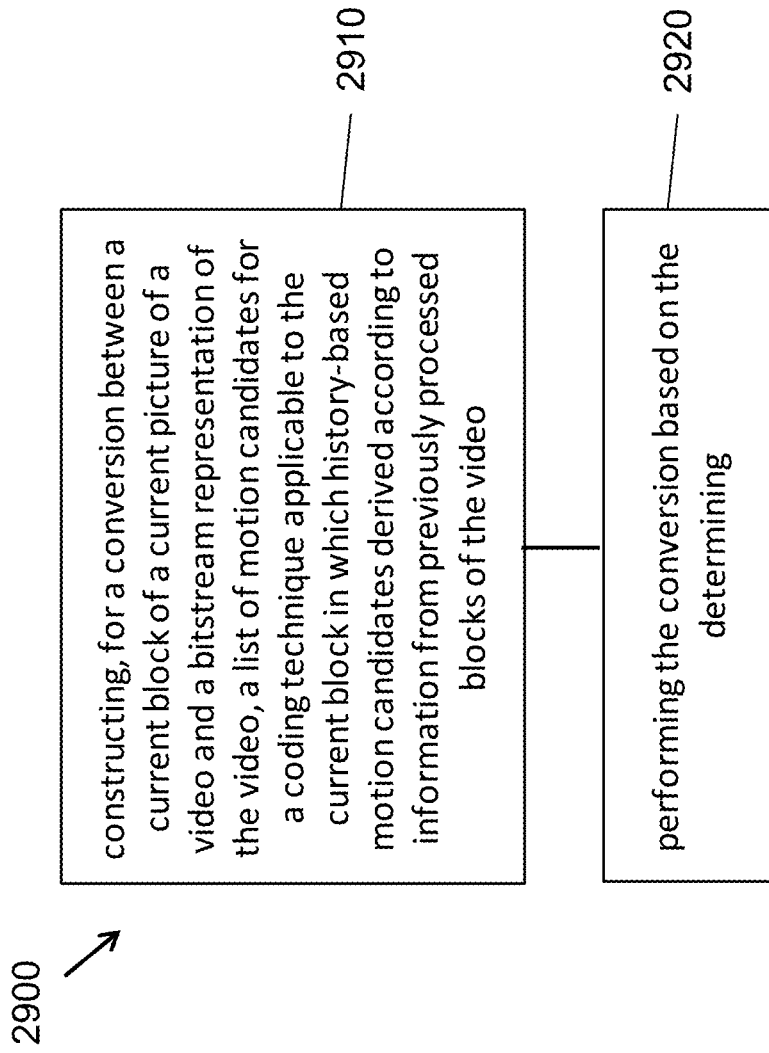 2900
constructing, for a conversion between a
current block of a current picture of a
video and a bitstream representation of
the video, a list of motion candidates for
a coding technique applicable to the
current block in which history-based
motion candidates derived according to
information from previously processed
blocks of the video
2910
performing the conversion based on the
determining
2920